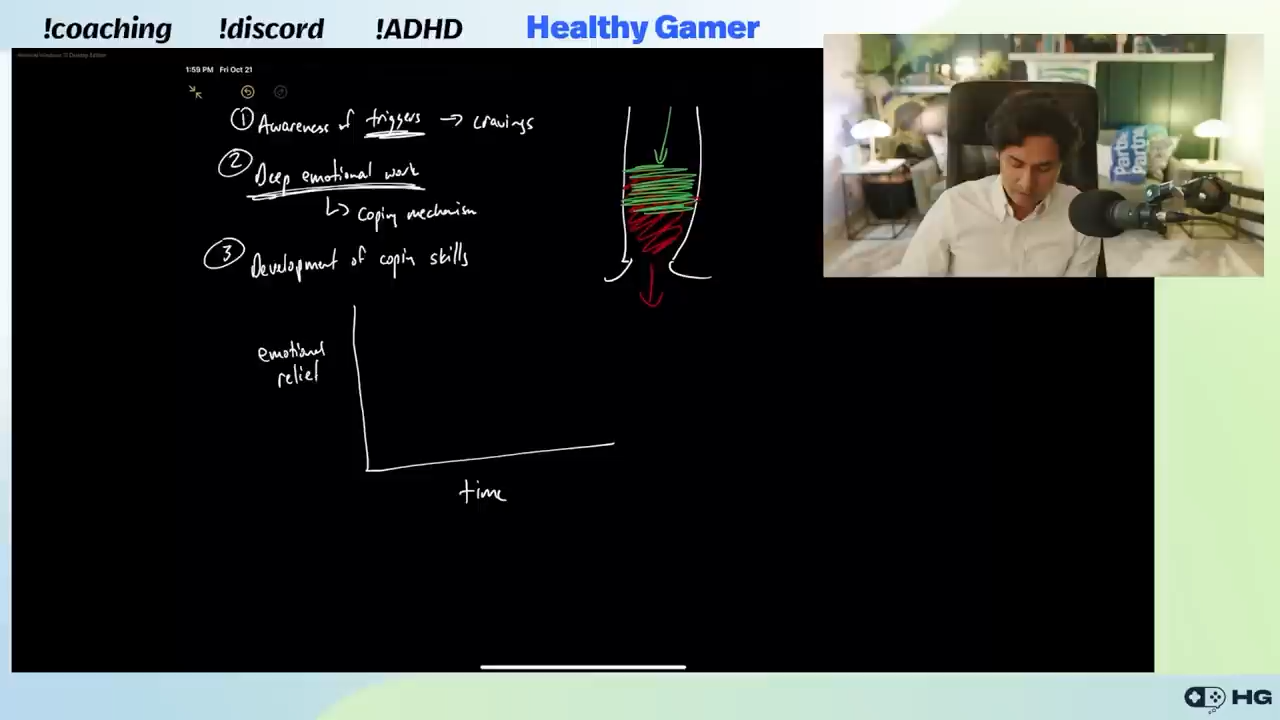 !coaching !discord !ADHD Healthy Gamer
1:59 PM Fri Oct 21
① Awareness of triggers → cravings
② Deep emotional work
↳ coping mechanism
③ Development of copin skills
emotional
relief
time
HG